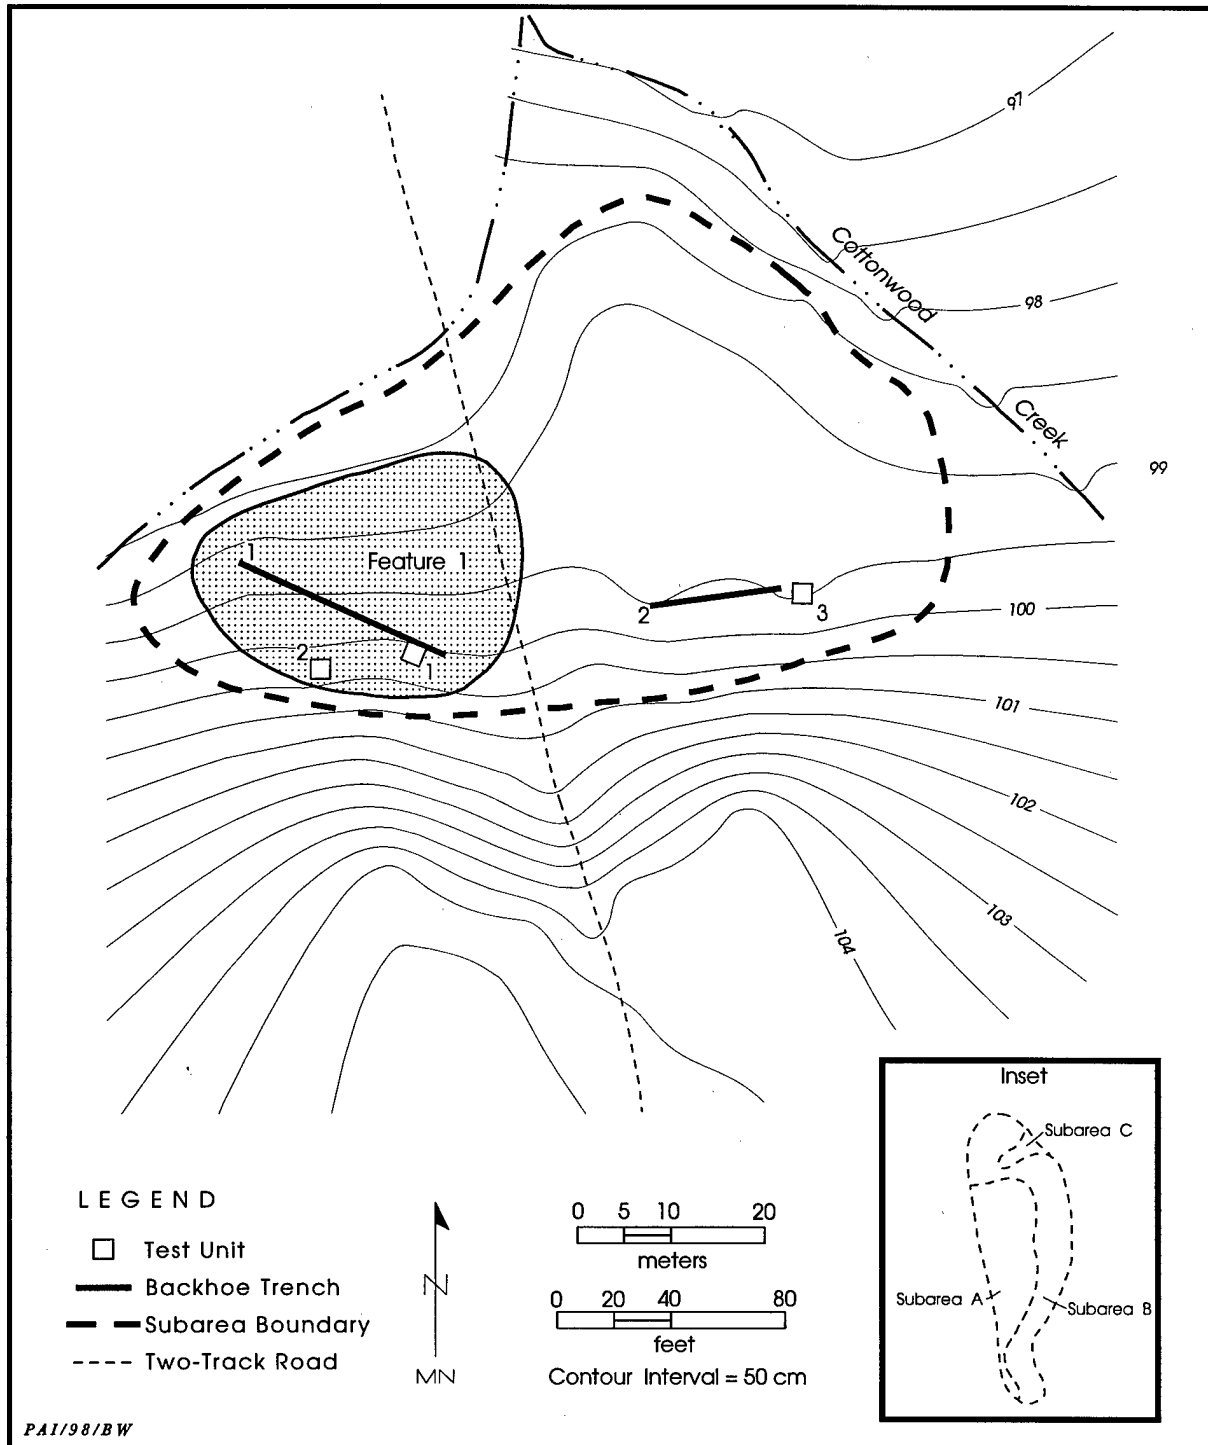 97
Cottonwood
98
Creek
99
1
Feature 1
2
3
100
2
1
101
102
103
104
Inset
Subarea C
Subarea A
Subarea B
LEGEND
Test Unit
Backhoe Trench
Subarea Boundary
Two-Track Road
N
MN
0 5 10 20
meters
0 20 40 80
feet
Contour Interval = 50 cm
PAI/98/BW